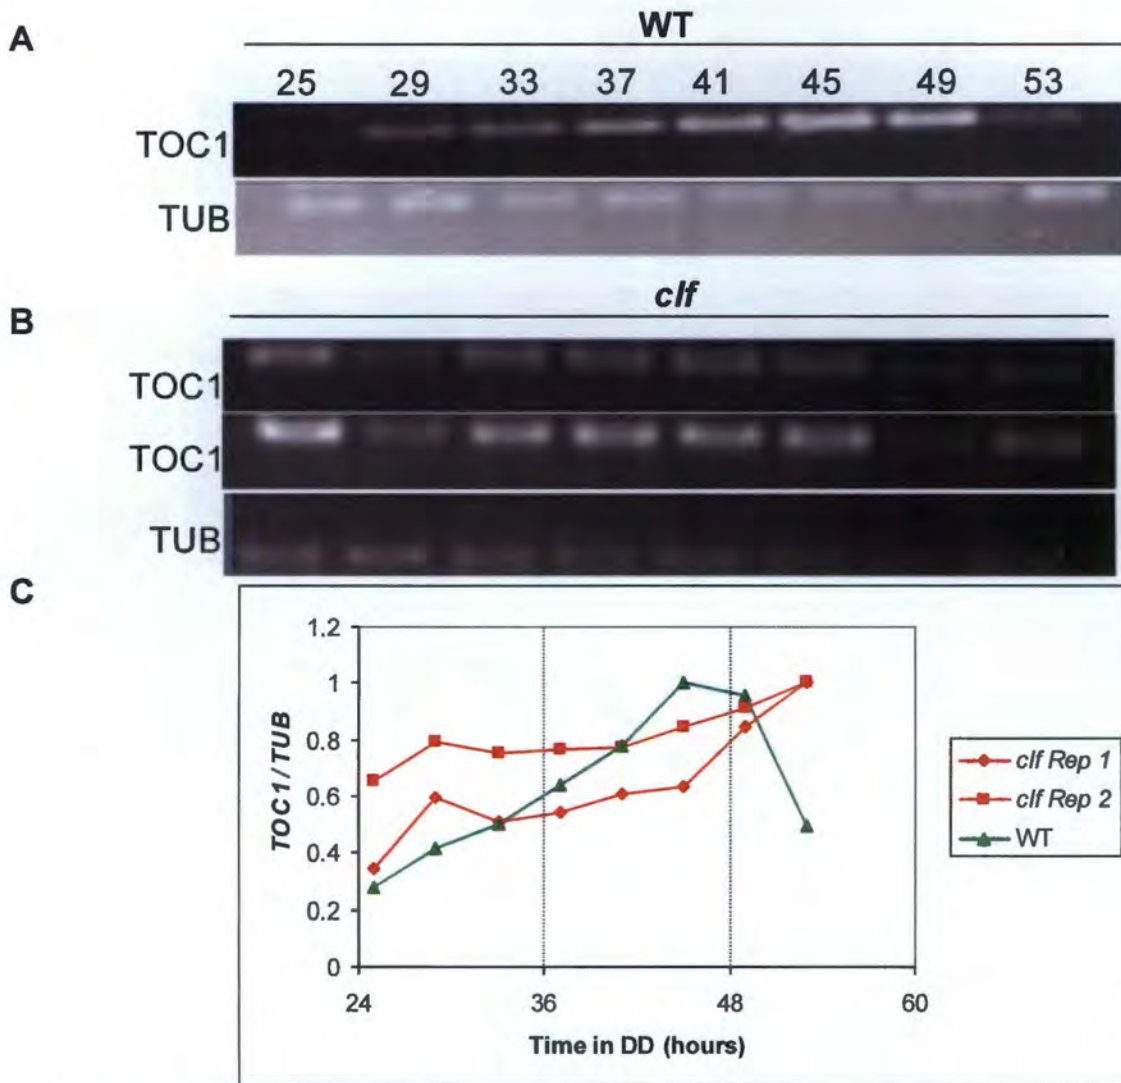 A
WT
25 29 33 37 41 45 49 53
TOC1
TUB
B
clf
TOC1
TOC1
TUB
C
1.2
1
0.8
0.6
0.4
0.2
0
TOC1/TUB
24 36 48 60
Time in DD (hours)
clf Rep 1
clf Rep 2
WT